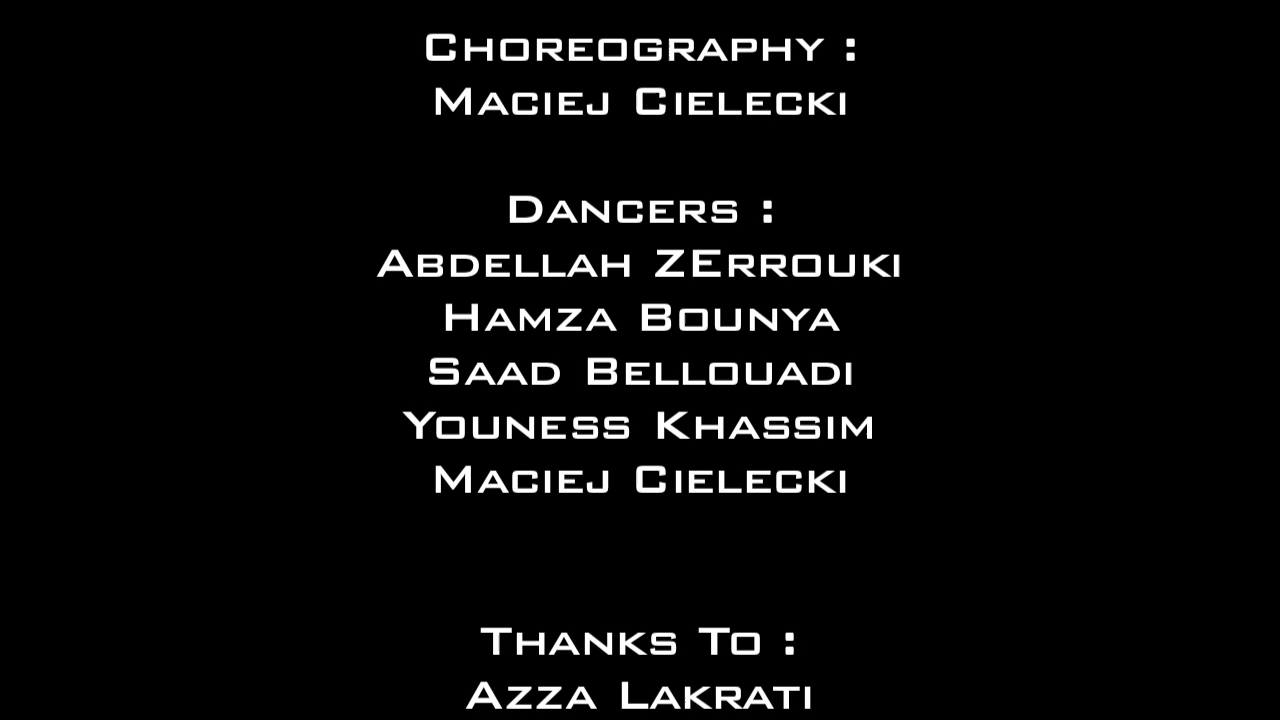 Choreography :
Maciej Cielecki
Dancers :
Abdellah ZErrouki
Hamza Bounya
Saad Bellouadi
Youness Khassim
Maciej Cielecki
Thanks To :
Azza Lakrati